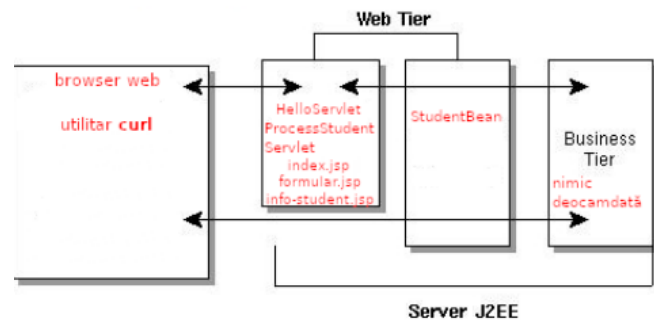 Web Tier
browser web
utilitar curl
HelloServlet
ProcessStudent
Servlet
index.jsp
formular.jsp
info-student.jsp
StudentBean
Business
Tier
nimic
deocamdată
Server J2EE